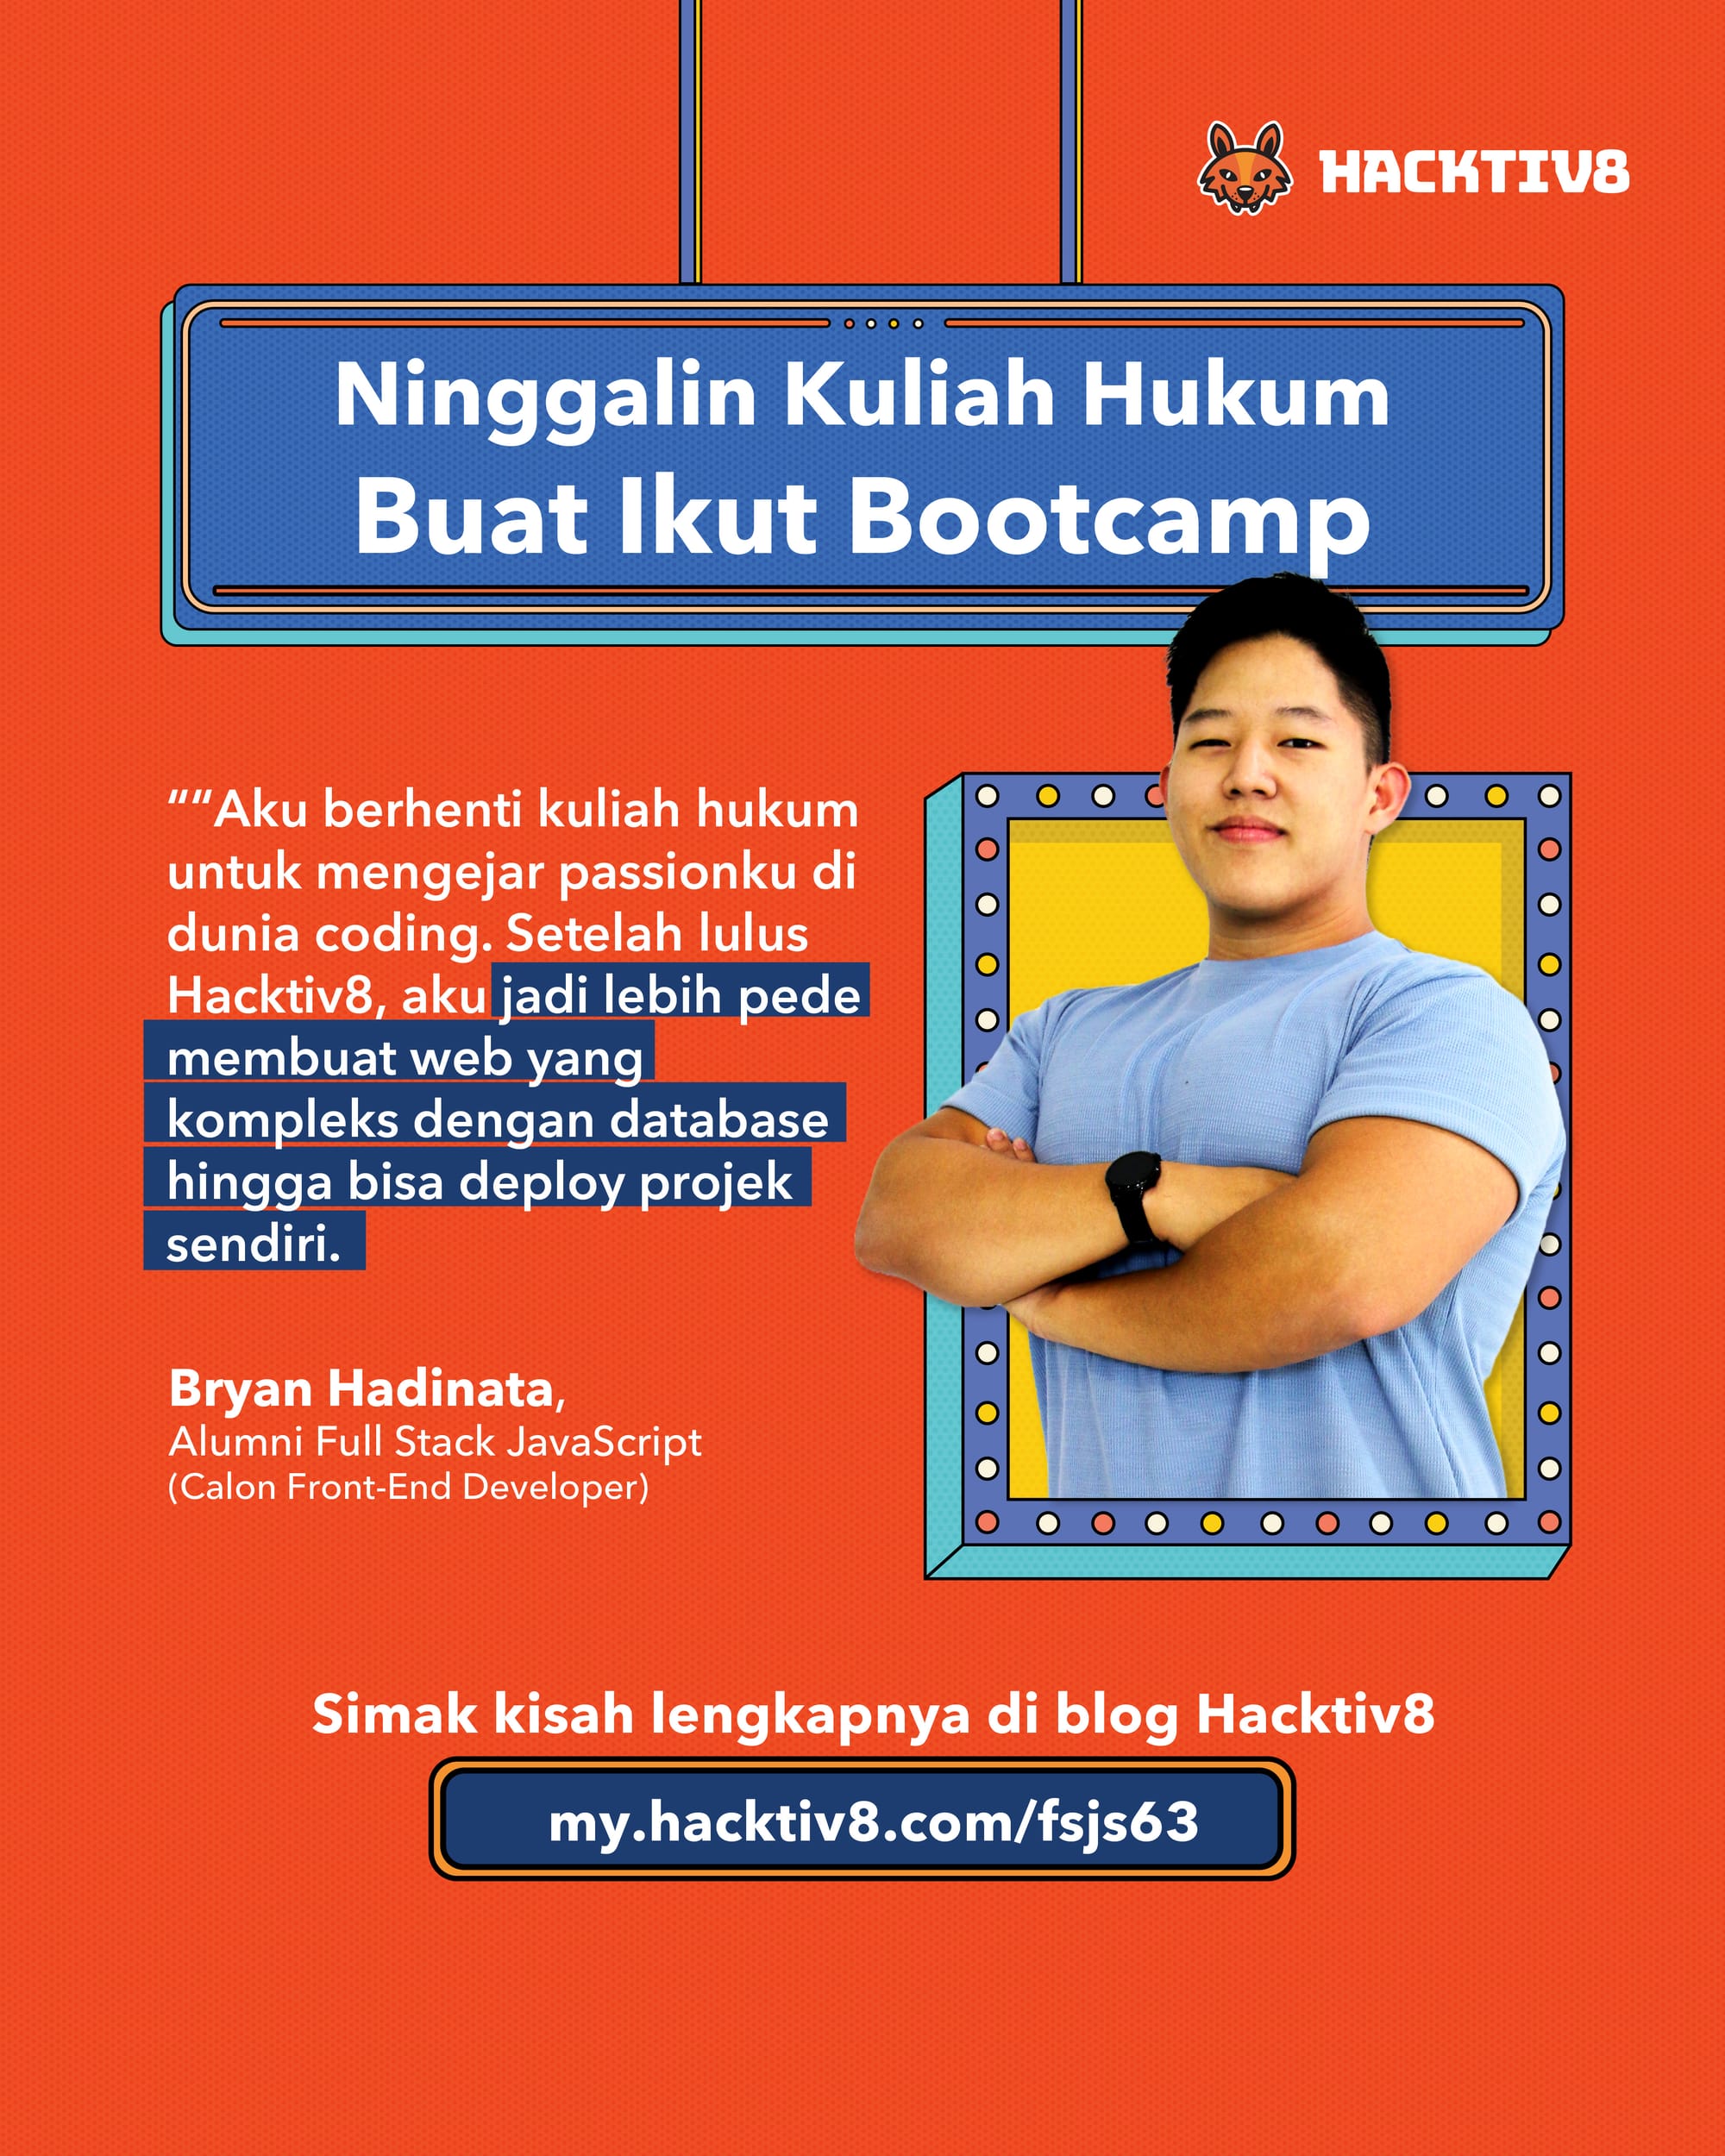 HACKTIV8
Ninggalin Kuliah Hukum
Buat Ikut Bootcamp
““Aku berhenti kuliah hukum
untuk mengejar passionku di
dunia coding. Setelah lulus
Hacktiv8, aku jadi lebih pede
membuat web yang
kompleks dengan database
hingga bisa deploy projek
sendiri.
Bryan Hadinata,
Alumni Full Stack JavaScript
(Calon Front-End Developer)
Simak kisah lengkapnya di blog Hacktiv8
my.hacktiv8.com/fsjs63